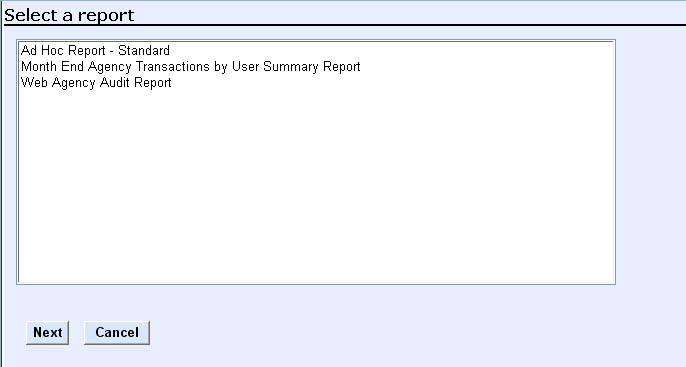 Select a report
Ad Hoc Report - Standard
Month End Agency Transactions by User Summary Report
Web Agency Audit Report
Next Cancel